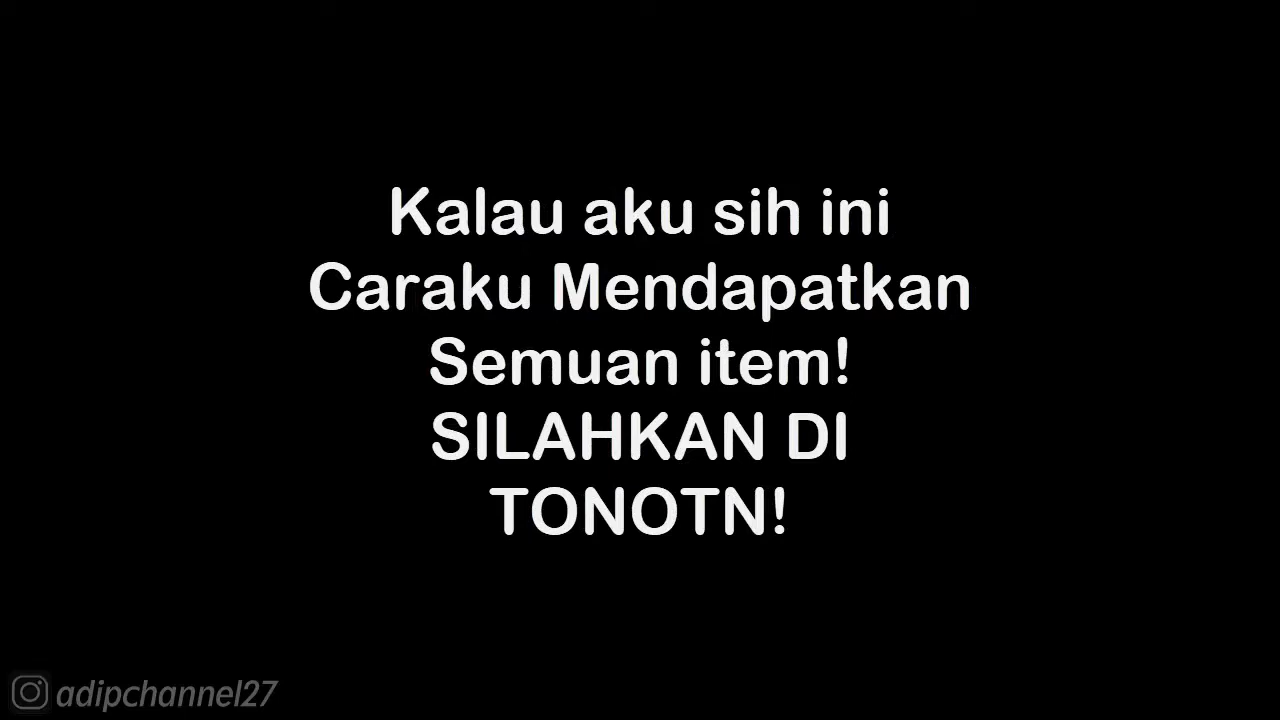 Kalau aku sih ini
Caraku Mendapatkan
Semuan item!
SILAHKAN DI
TONOTN!
adipchannel27